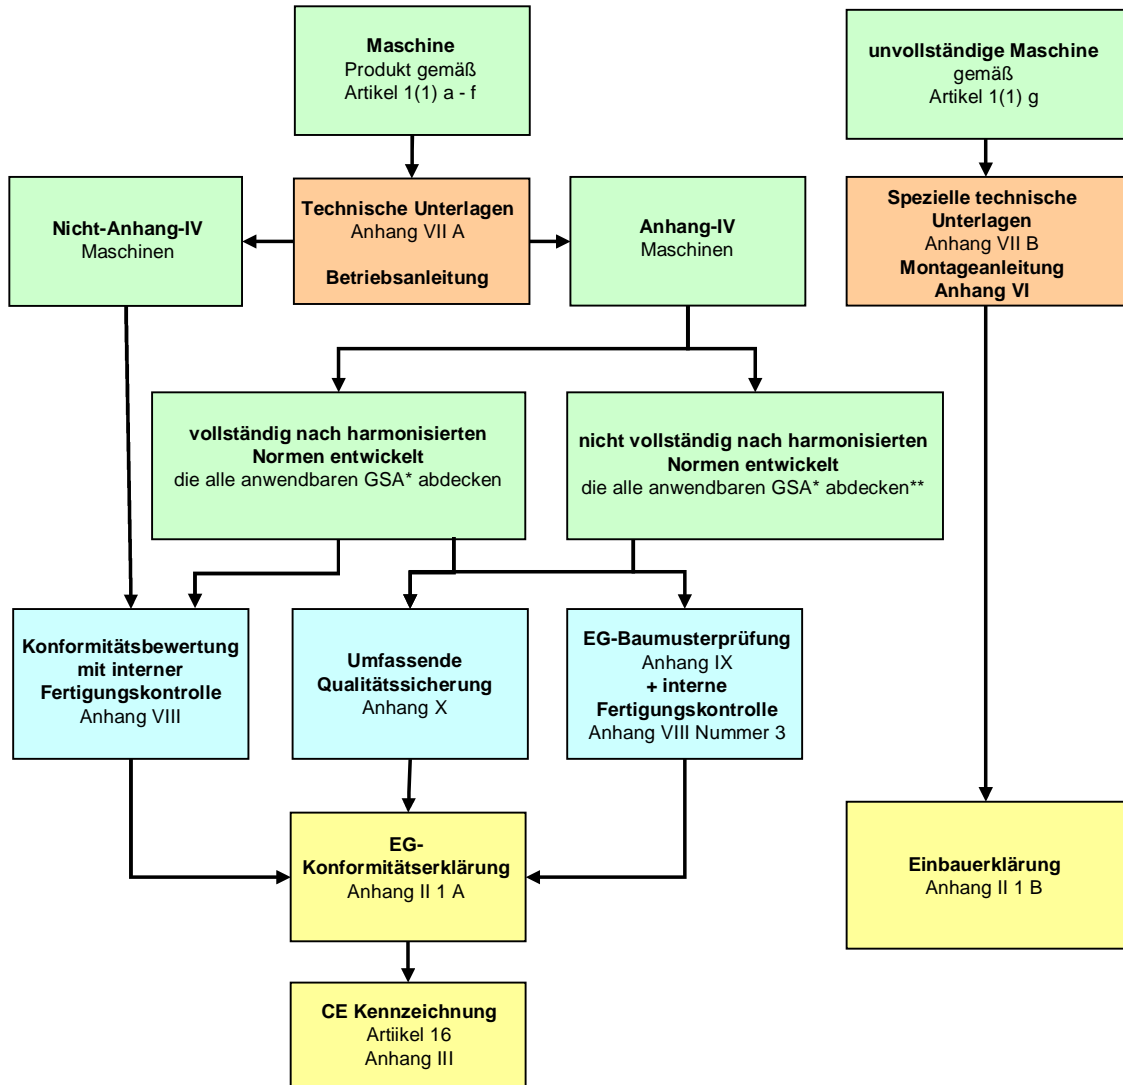 Maschine
Produkt gemäß
Artikel 1(1) a - f
unvollständige Maschine
gemäß
Artikel 1(1) g
Nicht-Anhang-IV
Maschinen
Technische Unterlagen
Anhang VII A
Betriebsanleitung
Anhang-IV
Maschinen
Spezielle technische
Unterlagen
Anhang VII B
Montageanleitung
Anhang VI
vollständig nach harmonisierten
Normen entwickelt
die alle anwendbaren GSA* abdecken
nicht vollständig nach harmonisierten
Normen entwickelt
die alle anwendbaren GSA* abdecken**
Konformitätsbewertung
mit interner
Fertigungskontrolle
Anhang VIII
Umfassende
Qualitätssicherung
Anhang X
EG-Baumusterprüfung
Anhang IX
+ interne
Fertigungskontrolle
Anhang VIII Nummer 3
EG-
Konformitätserklärung
Anhang II 1 A
Einbauerklärung
Anhang II 1 B
CE Kennzeichnung
Artiikel 16
Anhang III